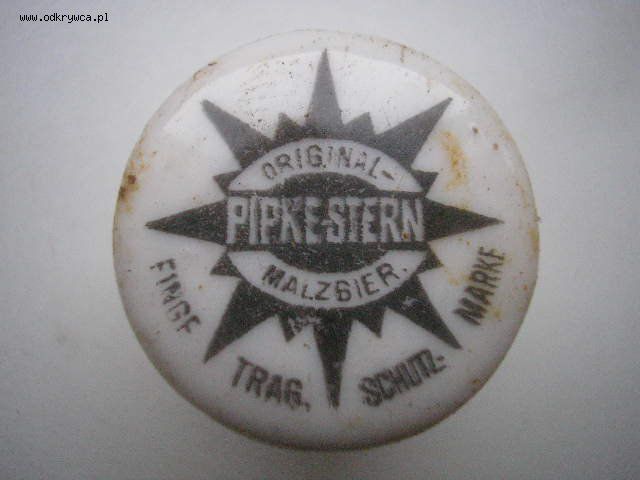 www.odkrywca.pl
ORIGINAL-
PIPKE-STERN
MALZBIER.
EINGE
TRAG.
SCHUTZ-
MARKE